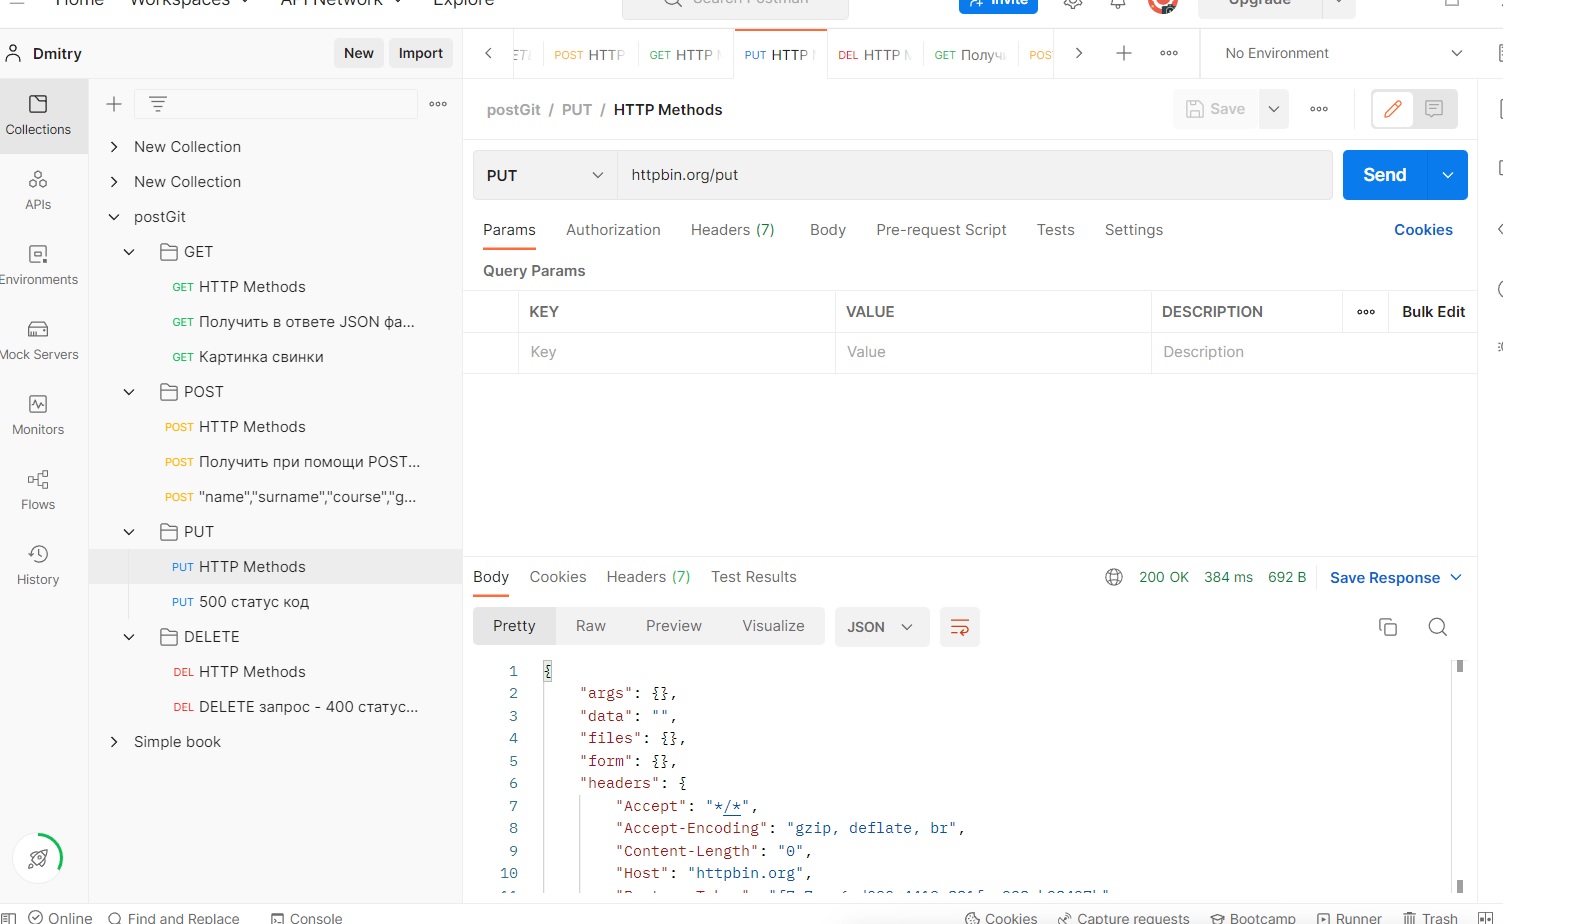 Home Workspaces API Network Explore Search Postman Invite Upgrade
Dmitry New Import
POST HTTP GET HTTP PUT HTTP DEL HTTP GET Получ POS No Environment
Collections
APIs
Environments
Mock Servers
Monitors
Flows
History
New Collection
New Collection
postGit
GET
GET HTTP Methods
GET Получить в ответе JSON фа...
GET Картинка свинки
POST
POST HTTP Methods
POST Получить при помощи POST...
POST "name","surname","course","g...
PUT
PUT HTTP Methods
PUT 500 статус код
DELETE
DEL HTTP Methods
DEL DELETE запрос - 400 статус...
Simple book
postGit / PUT / HTTP Methods Save
PUT httpbin.org/put Send
Params Authorization Headers (7) Body Pre-request Script Tests Settings Cookies
Query Params
KEY VALUE DESCRIPTION Bulk Edit
Key Value Description
Body Cookies Headers (7) Test Results 200 OK 384 ms 692 B Save Response
Pretty Raw Preview Visualize JSON
1 {
2 "args": {},
3 "data": "",
4 "files": {},
5 "form": {},
6 "headers": {
7 "Accept": "*/*",
8 "Accept-Encoding": "gzip, deflate, br",
9 "Content-Length": "0",
10 "Host": "httpbin.org",
Online Find and Replace Console Cookies Capture requests Bootcamp Runner Trash